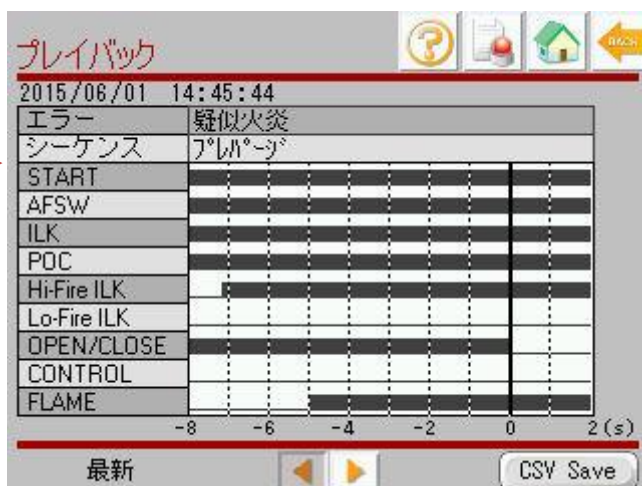 プレイバック
BACK
2015/06/01 14:45:44
エラー 疑似火炎
シーケンス ﾌﾟﾚﾊﾟｰｼﾞ
START
AFSW
ILK
POC
Hi-Fire ILK
Lo-Fire ILK
OPEN/CLOSE
CONTROL
FLAME
-8 -6 -4 -2 0 2(s)
最新 CSV Save